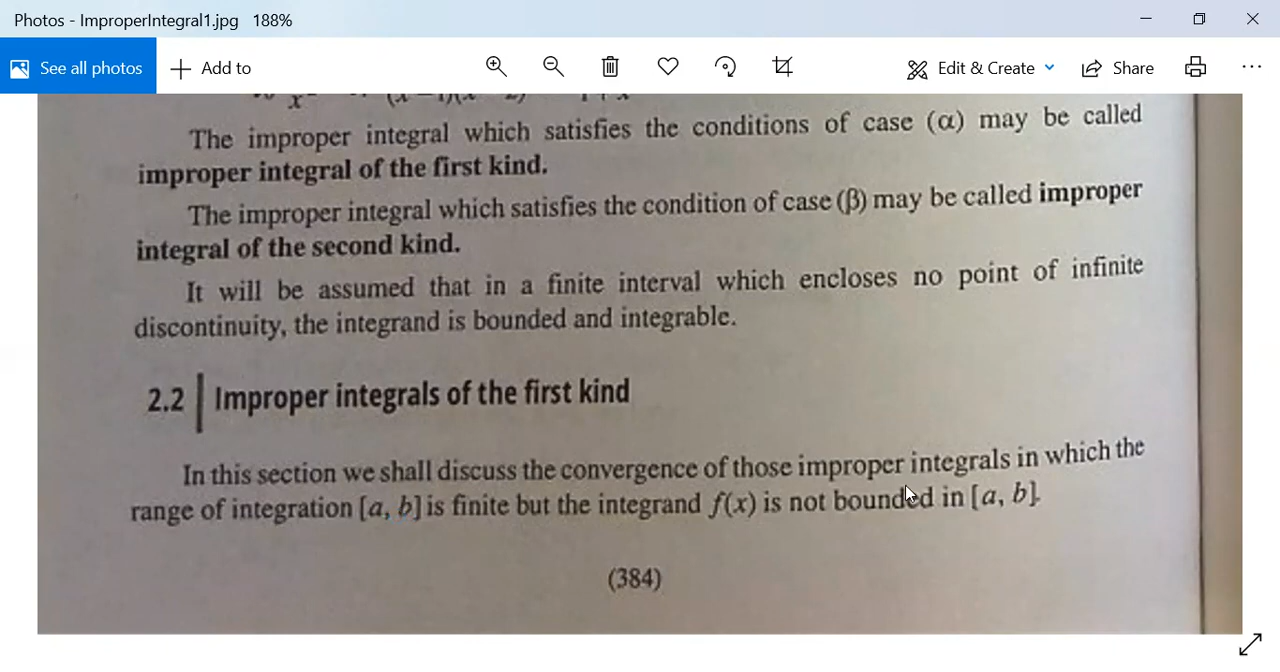 Photos - ImproperIntegral1.jpg 188%
See all photos
Add to
Edit & Create
Share
The improper integral which satisfies the conditions of case (α) may be called
improper integral of the first kind.
The improper integral which satisfies the condition of case (β) may be called improper
integral of the second kind.
It will be assumed that in a finite interval which encloses no point of infinite
discontinuity, the integrand is bounded and integrable.
2.2 Improper integrals of the first kind
In this section we shall discuss the convergence of those improper integrals in which the
range of integration [a, b] is finite but the integrand f(x) is not bounded in [a, b].
(384)